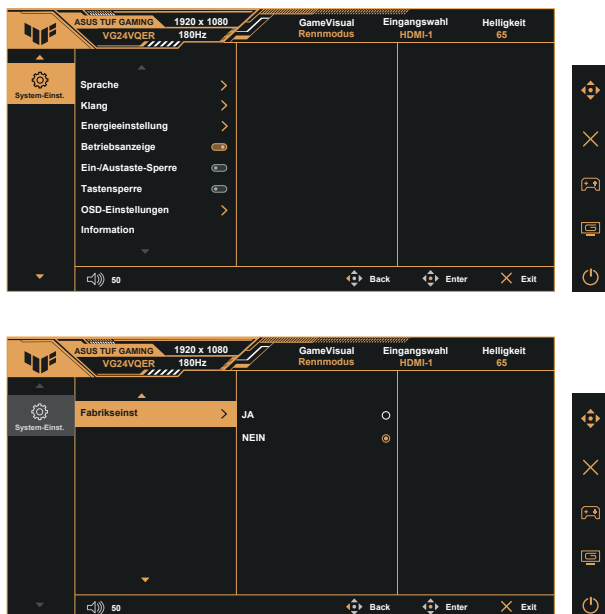 ASUS TUF GAMING 1920 x 1080 GameVisual Eingangswahl Helligkeit
VG24VQER 180Hz Rennmodus HDMI-1 65
System-Einst.
Sprache
Klang
Energieeinstellung
Betriebsanzeige
Ein-/Austaste-Sperre
Tastensperre
OSD-Einstellungen
Information
50 Back Enter Exit
ASUS TUF GAMING 1920 x 1080 GameVisual Eingangswahl Helligkeit
VG24VQER 180Hz Rennmodus HDMI-1 65
System-Einst.
Fabrikseinst JA
NEIN
50 Back Enter Exit